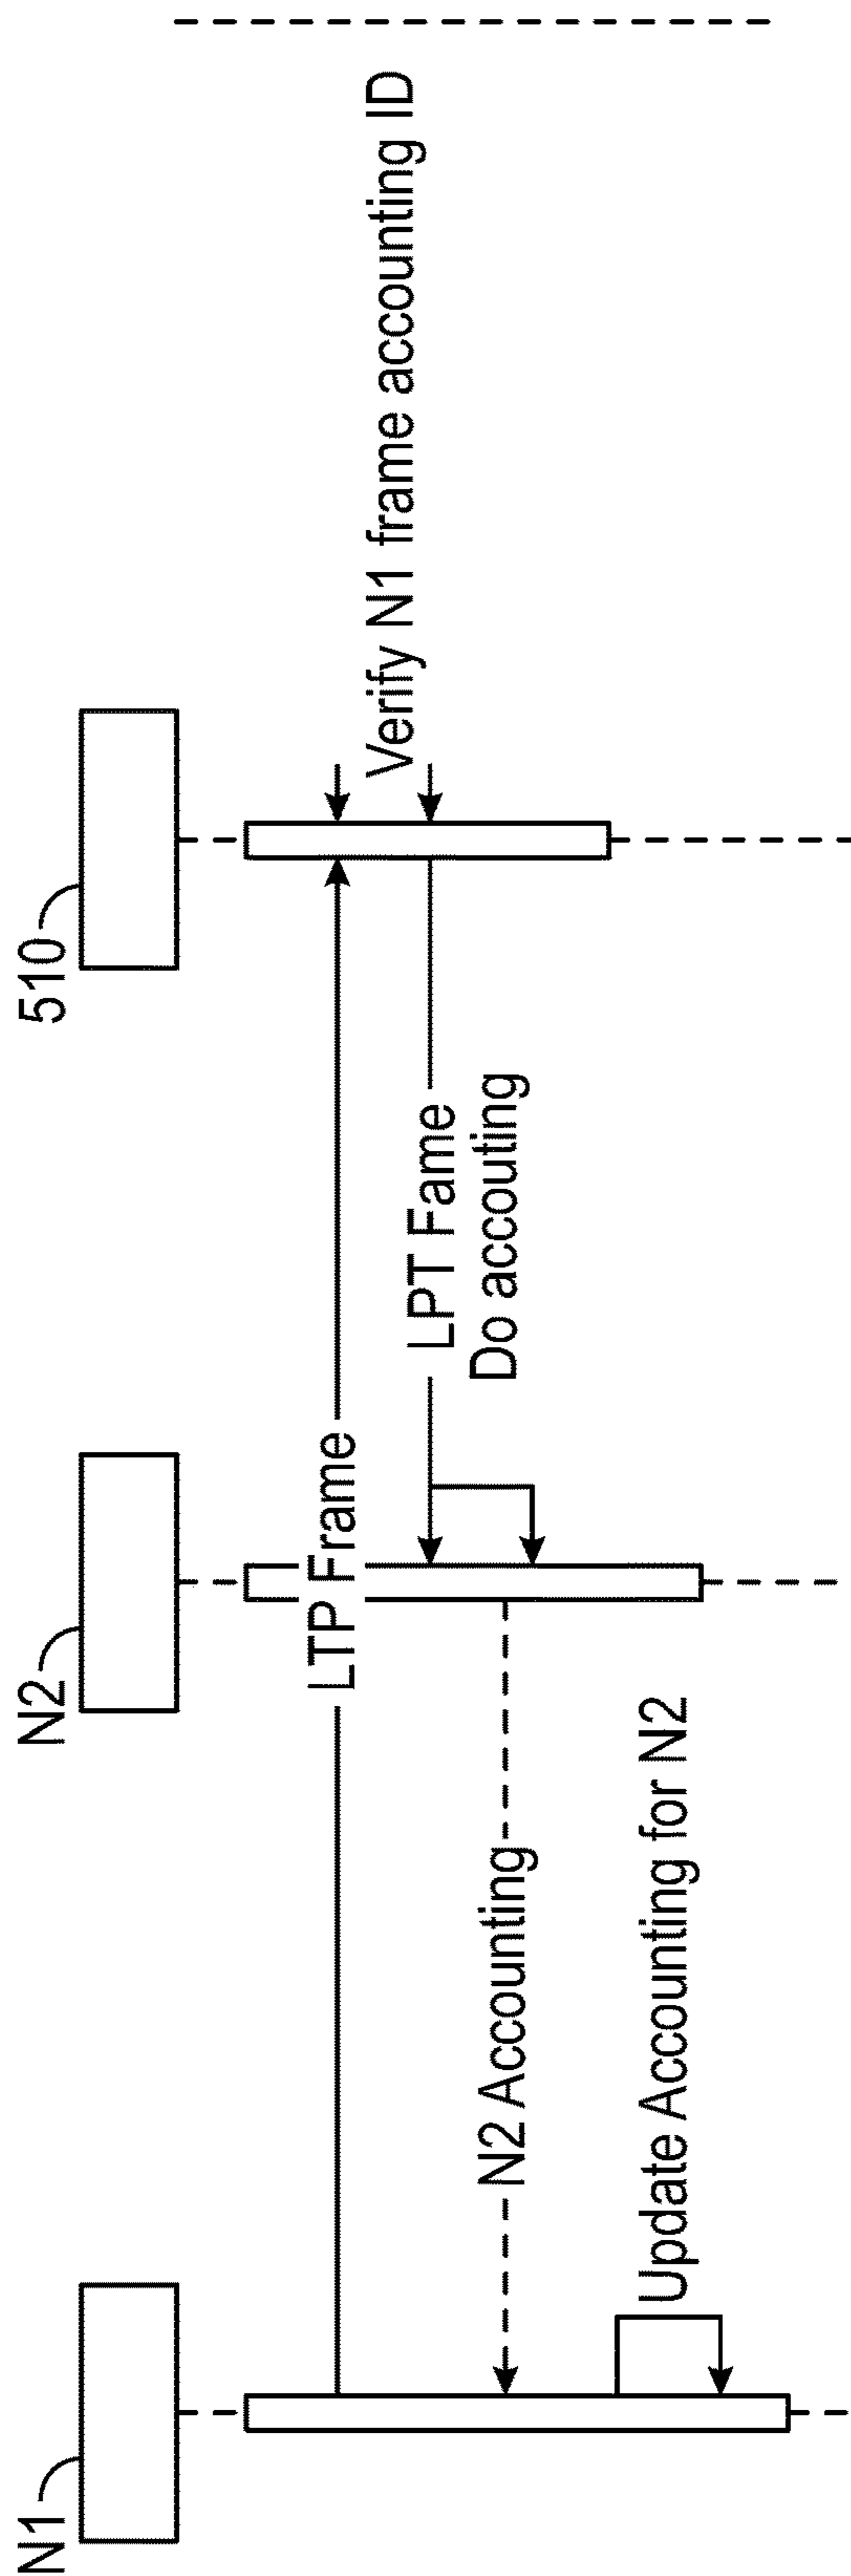 N1
N2
510
LTP Frame
Verify N1 frame accounting ID
LPT Fame
Do accouting
N2 Accounting
Update Accounting for N2